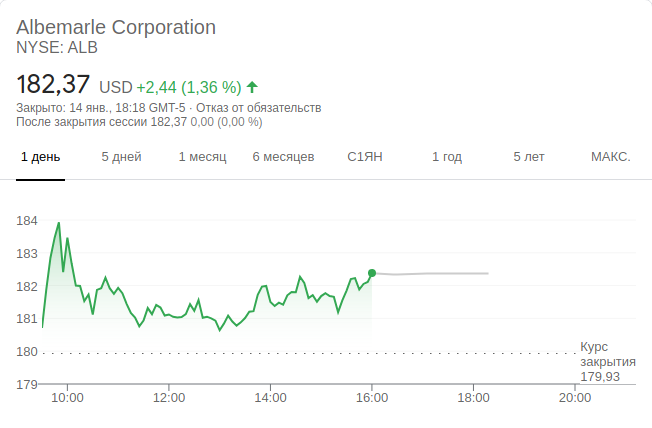 Albemarle Corporation
NYSE: ALB
182,37 USD +2,44 (1,36 %)
Закрыто: 14 янв., 18:18 GMT-5 · Отказ от обязательств
После закрытия сессии 182,37 0,00 (0,00 %)
1 день 5 дней 1 месяц 6 месяцев С1ЯН 1 год 5 лет МАКС.
184
183
182
181
180
179
Курс
закрытия
179,93
10:00 12:00 14:00 16:00 18:00 20:00